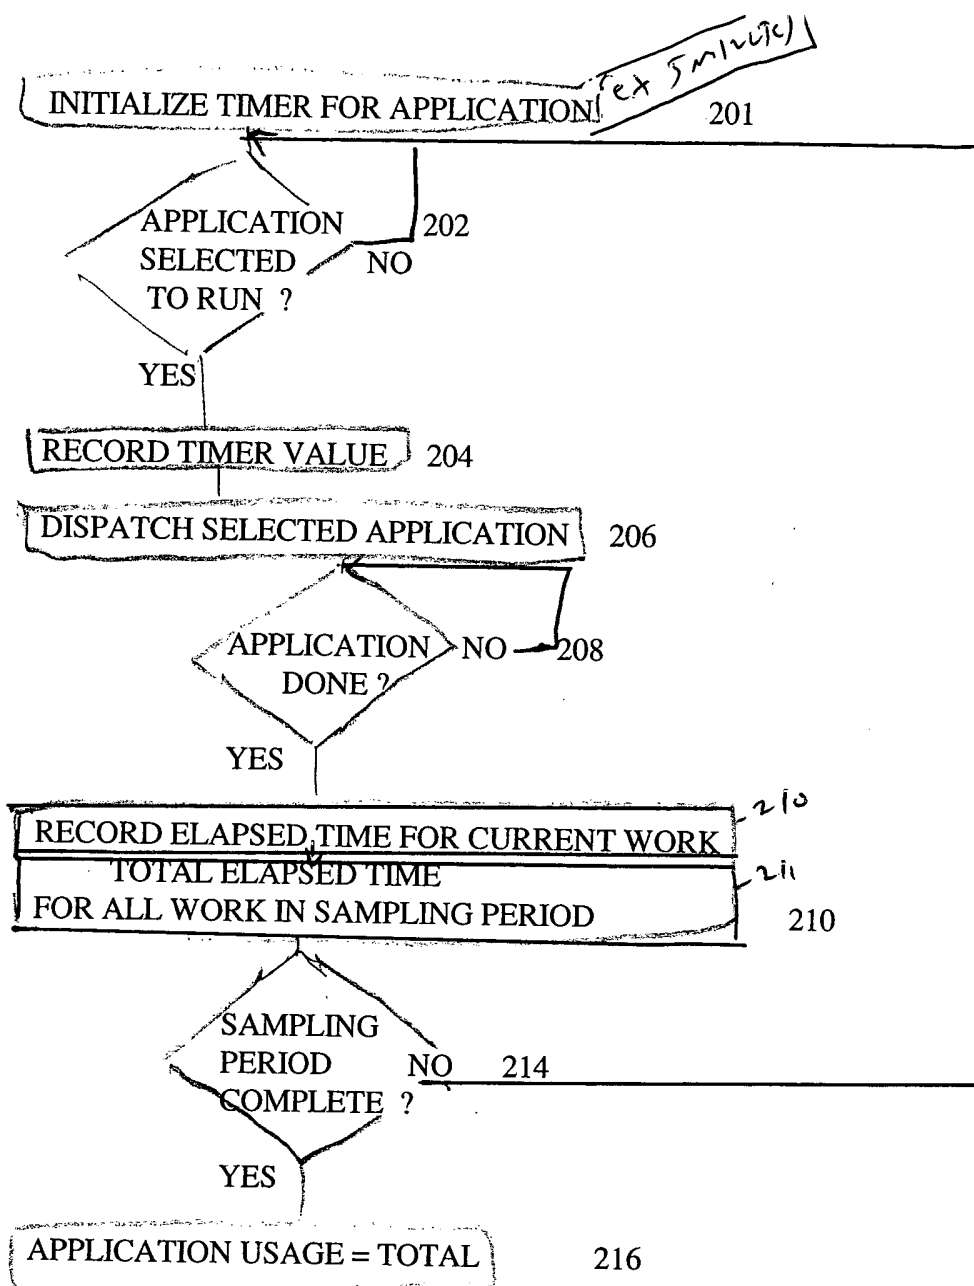 INITIALIZE TIMER FOR APPLICATION
201
APPLICATION
SELECTED
TO RUN ?
202
NO
YES
RECORD TIMER VALUE 204
DISPATCH SELECTED APPLICATION 206
APPLICATION
DONE ?
NO 208
YES
210
RECORD ELAPSED TIME FOR CURRENT WORK
TOTAL ELAPSED TIME
211
FOR ALL WORK IN SAMPLING PERIOD 210
SAMPLING
PERIOD
COMPLETE ?
NO 214
YES
APPLICATION USAGE = TOTAL 216